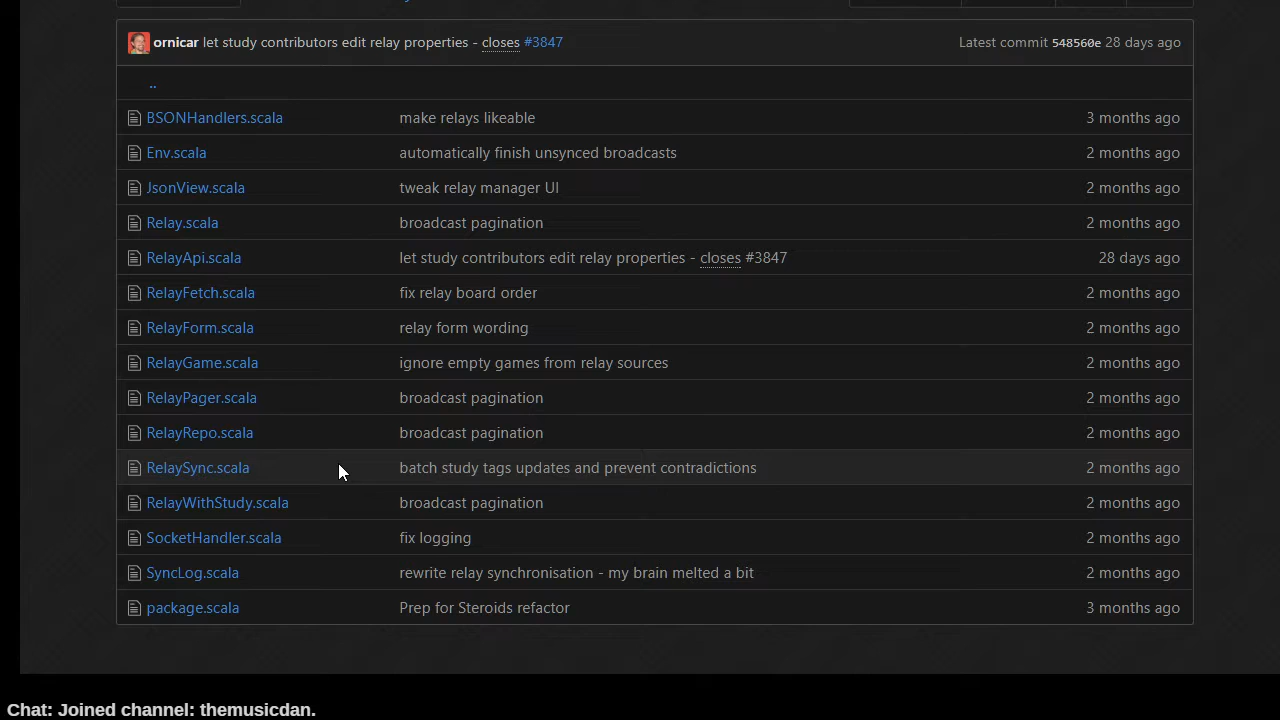 ornicar let study contributors edit relay properties - closes #3847 Latest commit 548560e 28 days ago
..
BSONHandlers.scala make relays likeable 3 months ago
Env.scala automatically finish unsynced broadcasts 2 months ago
JsonView.scala tweak relay manager UI 2 months ago
Relay.scala broadcast pagination 2 months ago
RelayApi.scala let study contributors edit relay properties - closes #3847 28 days ago
RelayFetch.scala fix relay board order 2 months ago
RelayForm.scala relay form wording 2 months ago
RelayGame.scala ignore empty games from relay sources 2 months ago
RelayPager.scala broadcast pagination 2 months ago
RelayRepo.scala broadcast pagination 2 months ago
RelaySync.scala batch study tags updates and prevent contradictions 2 months ago
RelayWithStudy.scala broadcast pagination 2 months ago
SocketHandler.scala fix logging 2 months ago
SyncLog.scala rewrite relay synchronisation - my brain melted a bit 2 months ago
package.scala Prep for Steroids refactor 3 months ago
Chat: Joined channel: themusicdan.